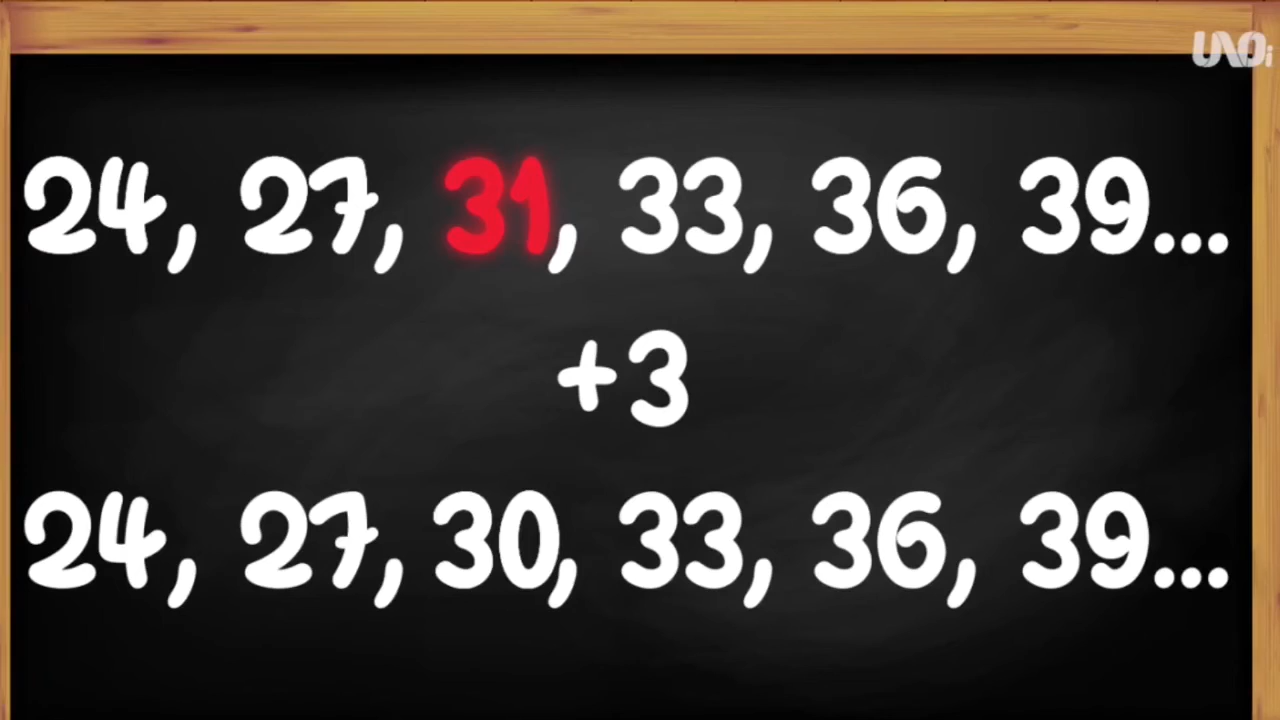 UNOi
24, 27, 31, 33, 36, 39...
+3
24, 27, 30, 33, 36, 39...